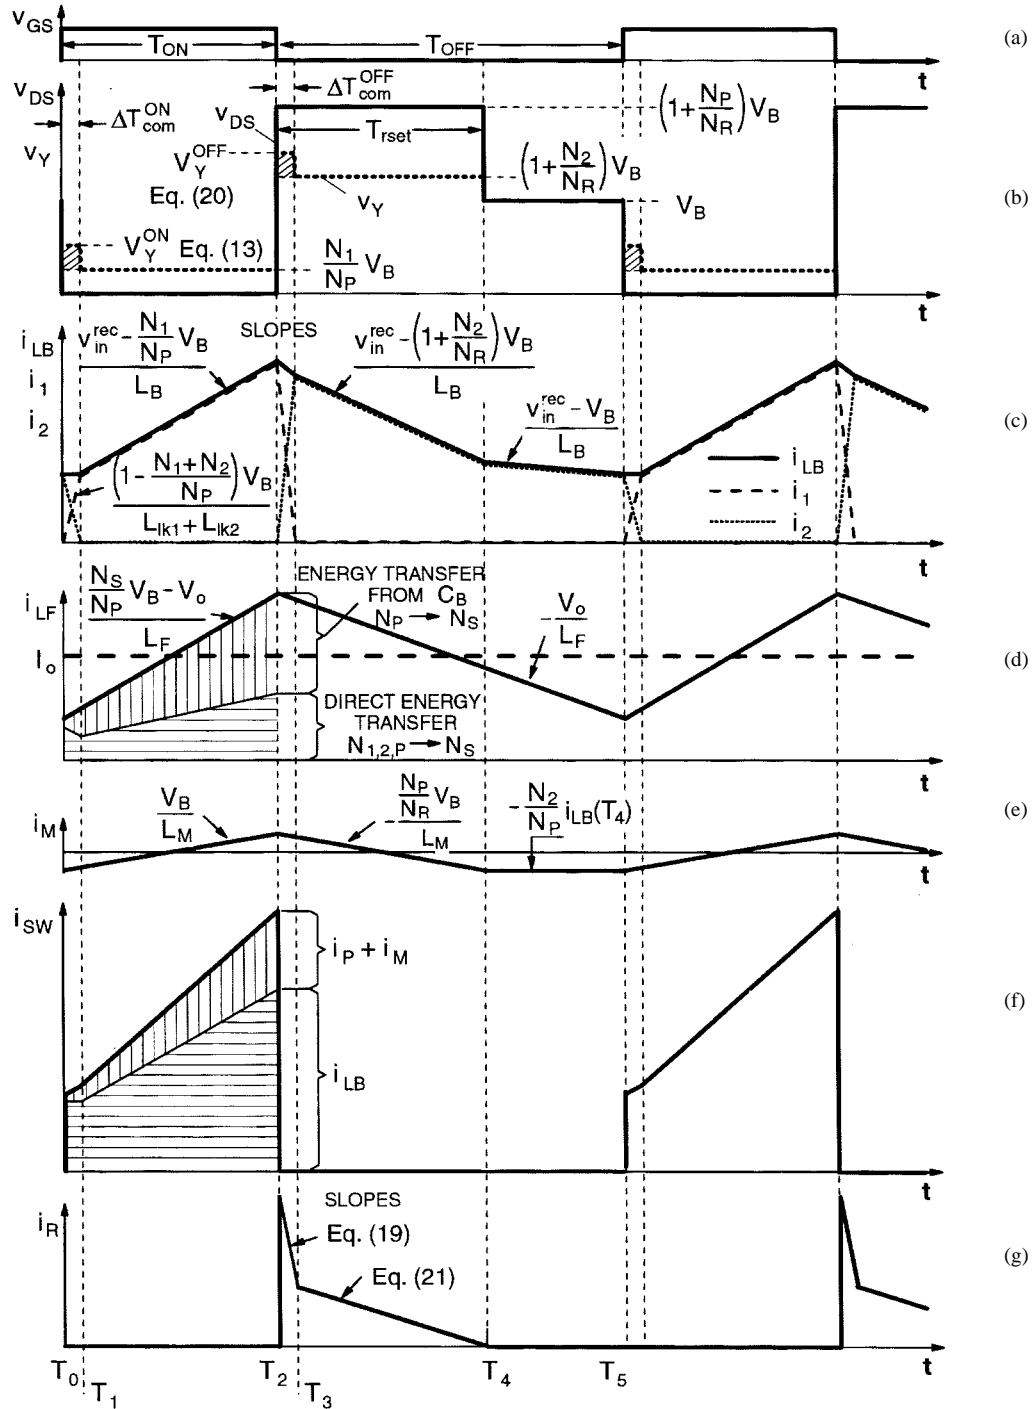 v_GS
T_ON
T_OFF
t
(a)
v_DS
v_Y
ΔT_com^ON
ΔT_com^OFF
v_DS
T_rset
(1+N_P/N_R)V_B
V_Y^OFF
Eq. (20)
v_Y
(1+N_2/N_R)V_B
V_B
V_Y^ON Eq. (13)
N_1/N_P V_B
t
(b)
i_LB
i_1
i_2
SLOPES
(v_in^rec - N_1/N_P V_B)/L_B
(v_in^rec - (1+N_2/N_R)V_B)/L_B
(v_in^rec - V_B)/L_B
((1 - (N_1+N_2)/N_P)V_B)/(L_lk1 + L_lk2)
i_LB
i_1
i_2
t
(c)
i_LF
I_o
(N_S/N_P V_B - V_o)/L_F
ENERGY TRANSFER
FROM C_B
N_P → N_S
-V_o/L_F
DIRECT ENERGY
TRANSFER
N_1,2,P → N_S
t
(d)
i_M
V_B/L_M
-(N_P/N_R V_B)/L_M
-N_2/N_P i_LB(T_4)
t
(e)
i_SW
i_P + i_M
i_LB
t
(f)
i_R
SLOPES
Eq. (19)
Eq. (21)
t
(g)
T_0 T_1 T_2 T_3 T_4 T_5